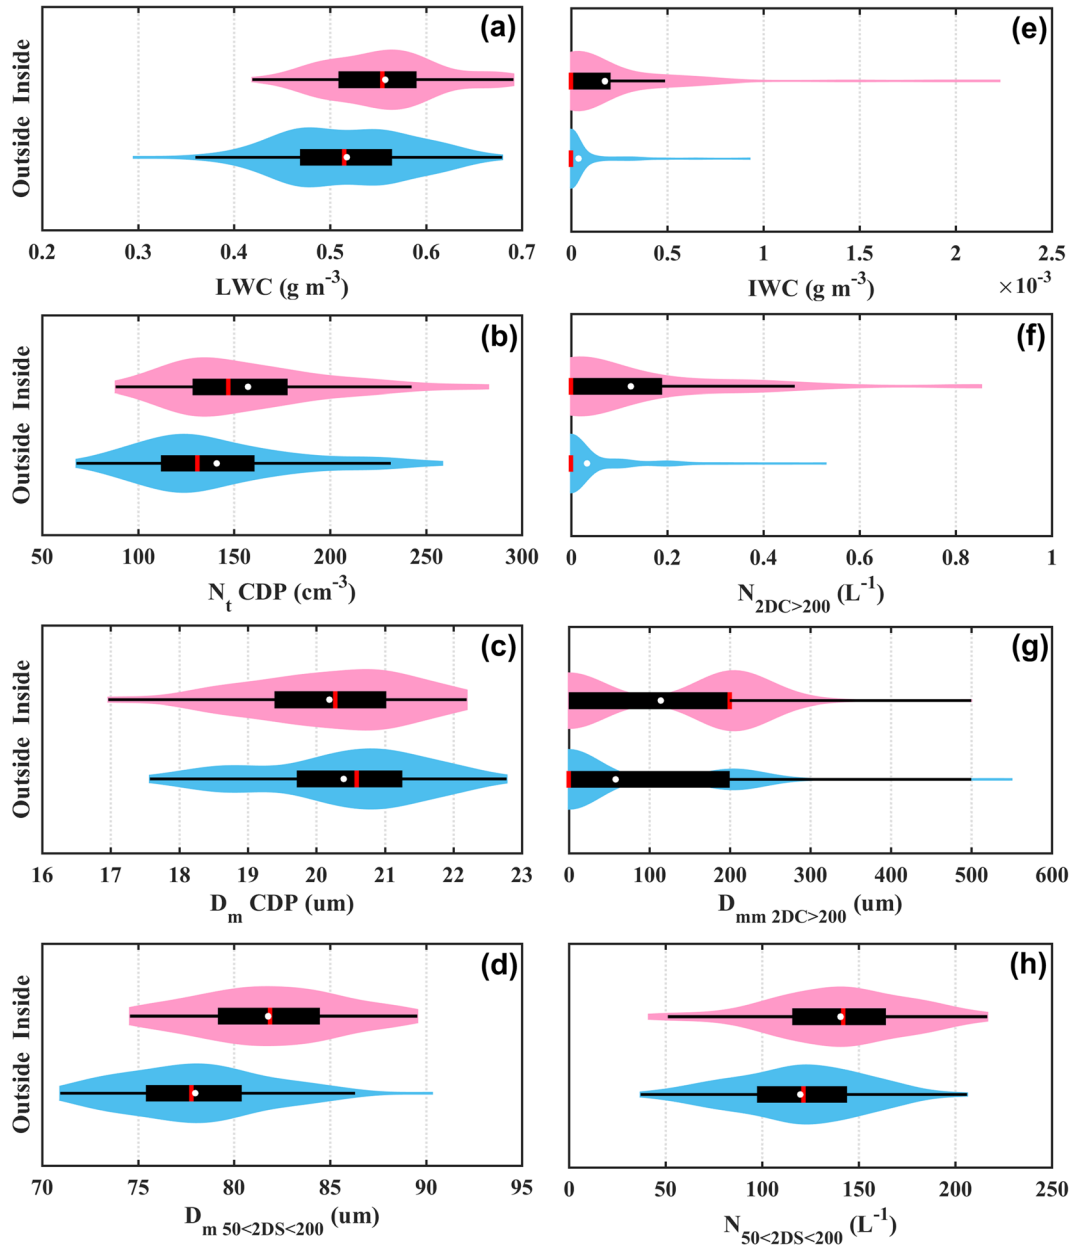 (a)
Outside Inside
0.2 0.3 0.4 0.5 0.6 0.7
LWC (g m-3)
(e)
0 0.5 1 1.5 2 2.5
IWC (g m-3)
×10-3
(b)
Outside Inside
50 100 150 200 250 300
Nt CDP (cm-3)
(f)
0 0.2 0.4 0.6 0.8 1
N2DC>200 (L-1)
(c)
Outside Inside
16 17 18 19 20 21 22 23
Dm CDP (um)
(g)
0 100 200 300 400 500 600
Dmm 2DC>200 (um)
(d)
Outside Inside
70 75 80 85 90 95
Dm 50<2DS<200 (um)
(h)
0 50 100 150 200 250
N50<2DS<200 (L-1)